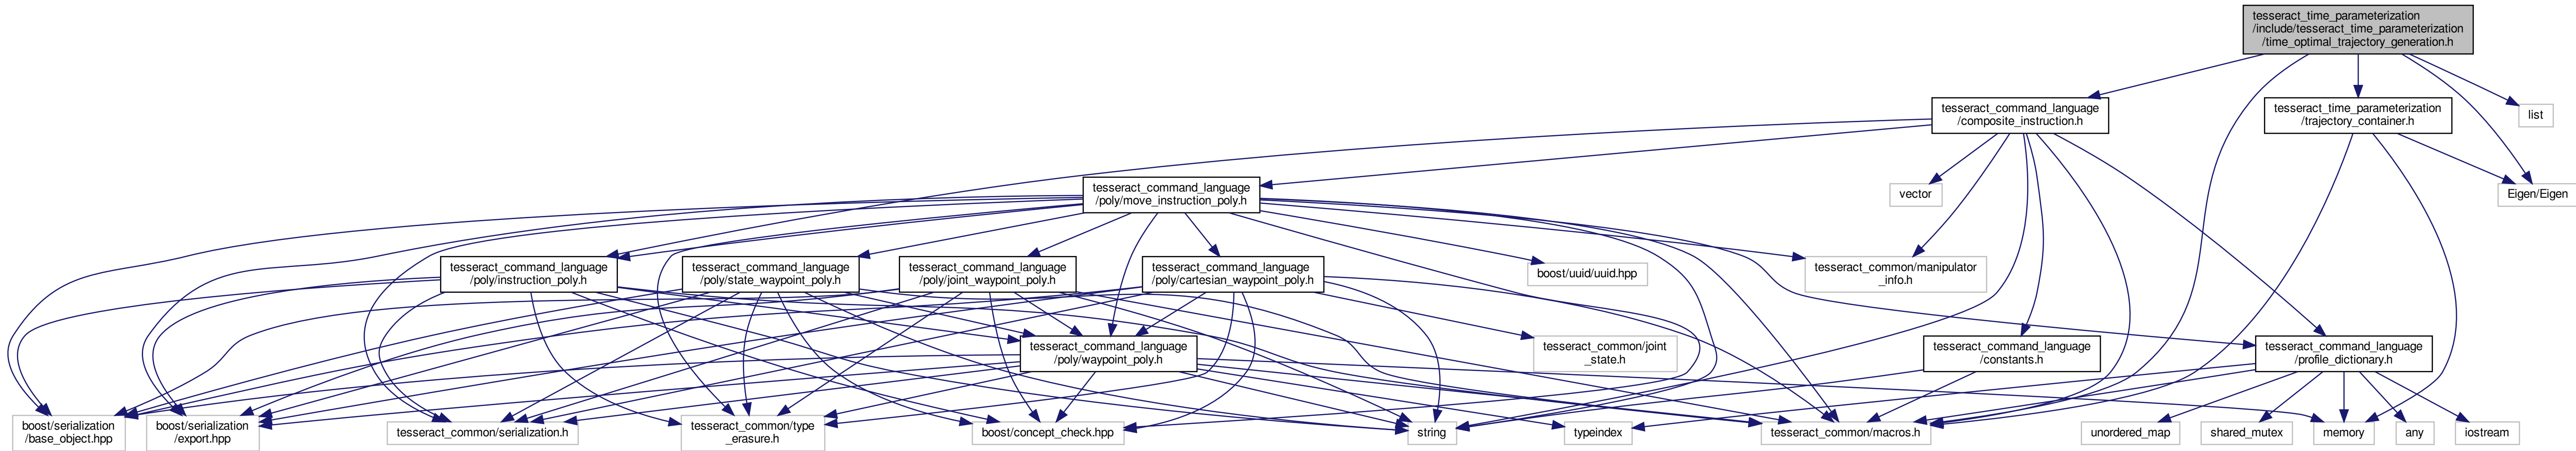 tesseract_time_parameterization
/include/tesseract_time_parameterization
/time_optimal_trajectory_generation.h
tesseract_command_language
/composite_instruction.h
tesseract_time_parameterization
/trajectory_container.h
list
tesseract_command_language
/poly/move_instruction_poly.h
vector
Eigen/Eigen
tesseract_command_language
/poly/instruction_poly.h
tesseract_command_language
/poly/state_waypoint_poly.h
tesseract_command_language
/poly/joint_waypoint_poly.h
tesseract_command_language
/poly/cartesian_waypoint_poly.h
boost/uuid/uuid.hpp
tesseract_common/manipulator
_info.h
tesseract_command_language
/poly/waypoint_poly.h
tesseract_common/joint
_state.h
tesseract_command_language
/constants.h
tesseract_command_language
/profile_dictionary.h
boost/serialization
/base_object.hpp
boost/serialization
/export.hpp
tesseract_common/serialization.h
tesseract_common/type
_erasure.h
boost/concept_check.hpp
string
typeindex
tesseract_common/macros.h
unordered_map
shared_mutex
memory
any
iostream